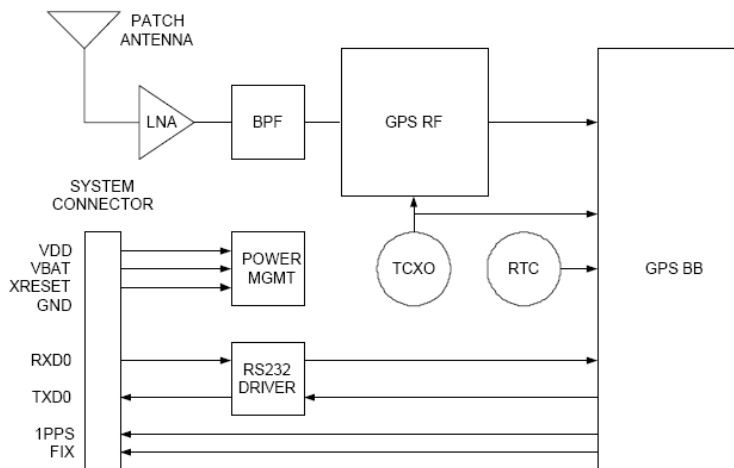 PATCH
ANTENNA
LNA
BPF
GPS RF
SYSTEM
CONNECTOR
VDD
VBAT
XRESET
GND
POWER
MGMT
TCXO
RTC
GPS BB
RXD0
TXD0
RS232
DRIVER
1PPS
FIX